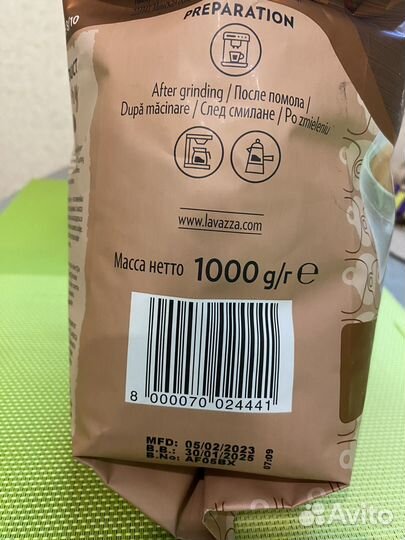 PREPARATION
After grinding / После помола /
După măcinare / След смилане / Po zmieleniu
www.lavazza.com
Масса нетто 1000 g/г e
8 000070 024441
MFD: 05/02/2023
B.B.: 30/01/2025
B.No: AF05BX
07:09
Avito